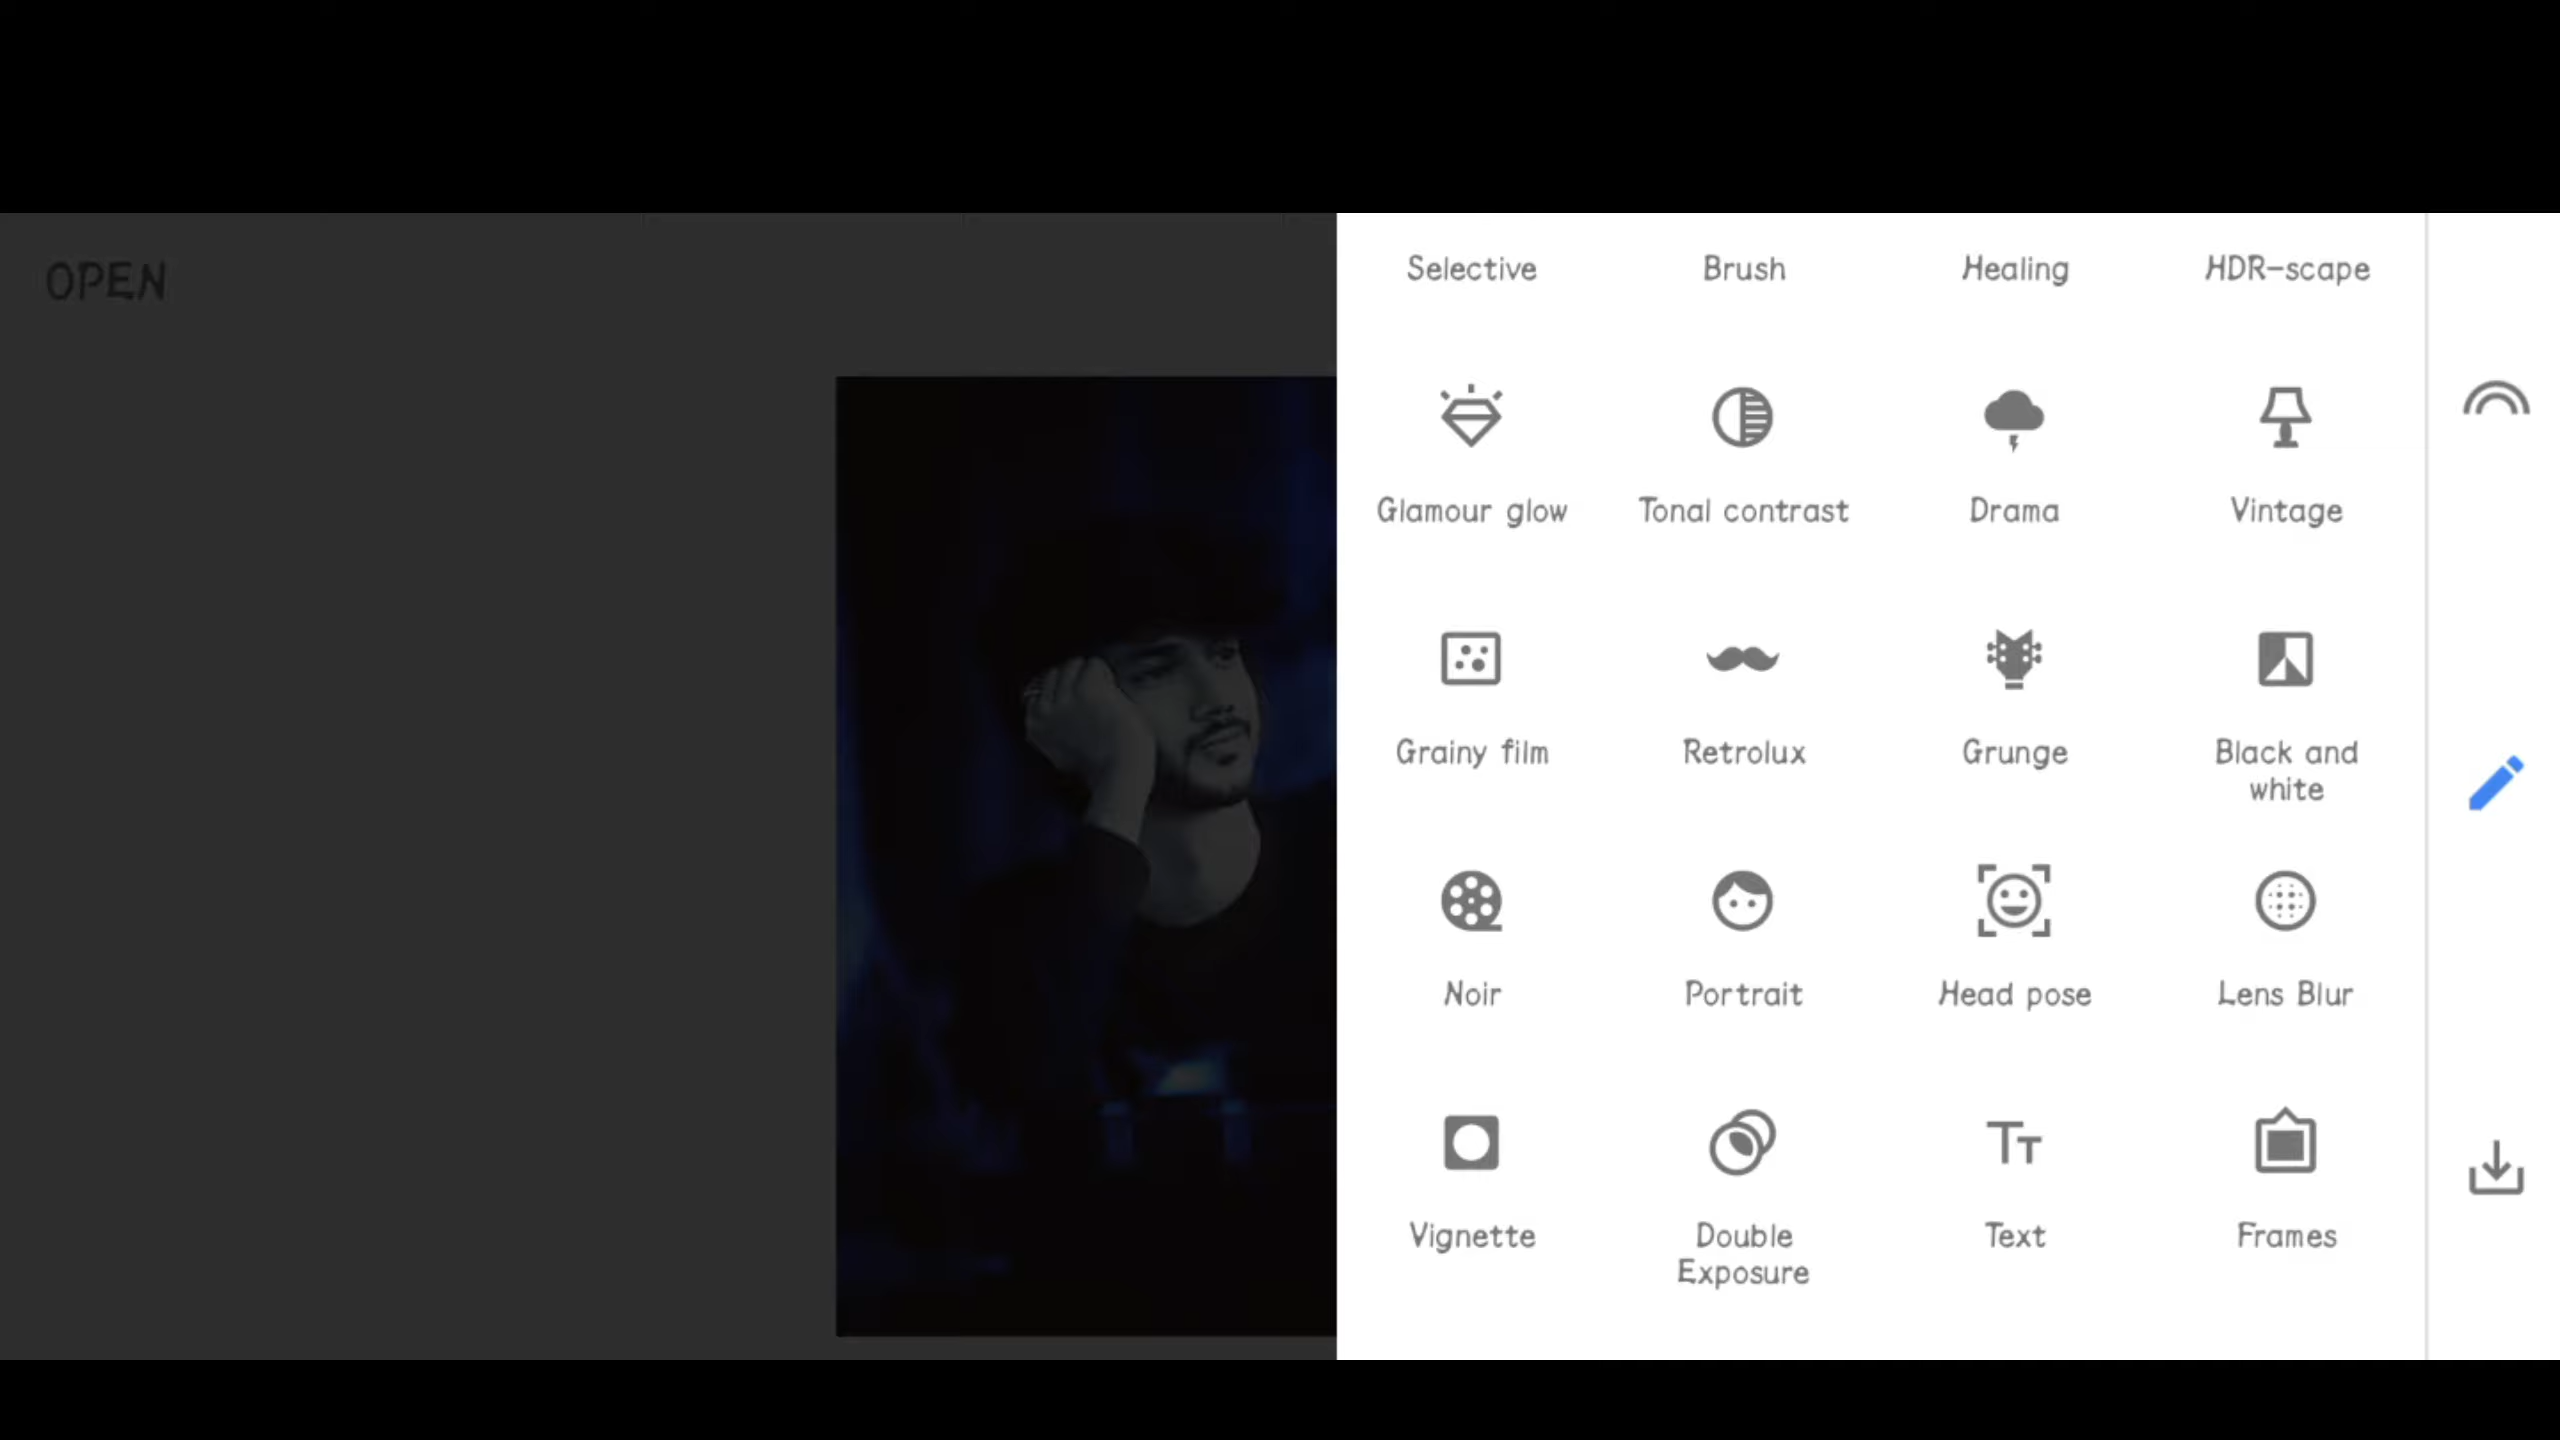 OPEN
Selective Brush Healing HDR-scape
Glamour glow Tonal contrast Drama Vintage
Grainy film Retrolux Grunge Black and
white
Noir Portrait Head pose Lens Blur
Vignette Double Text Frames
Exposure